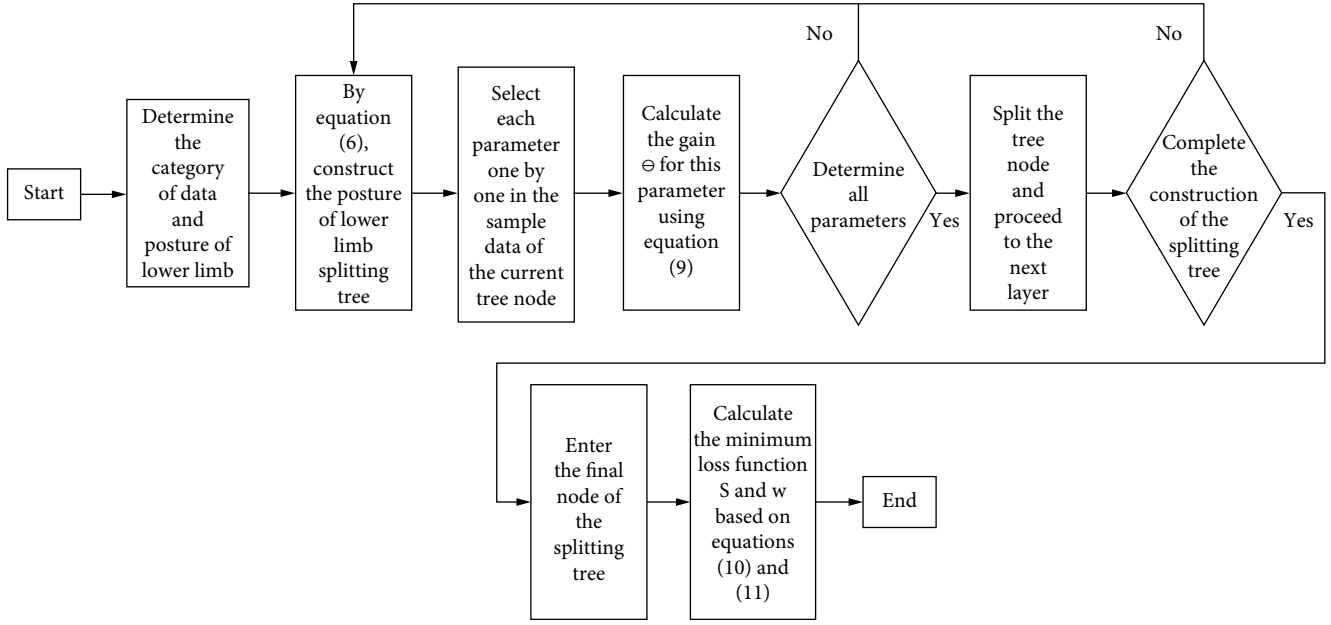 Start
Determine
the
category
of data
and
posture of
lower limb
By
equation
(6),
construct
the posture
of lower
limb
splitting
tree
Select
each
parameter
one by
one in the
sample
data of
the current
tree node
Calculate
the gain
⊖ for this
parameter
using
equation
(9)
No
Determine
all
parameters
Yes
Split the
tree
node
and
proceed
to the
next
layer
No
Complete
the
construction
of the
splitting
tree
Yes
Enter
the final
node of
the
splitting
tree
Calculate
the minimum
loss function
S and w
based on
equations
(10) and
(11)
End